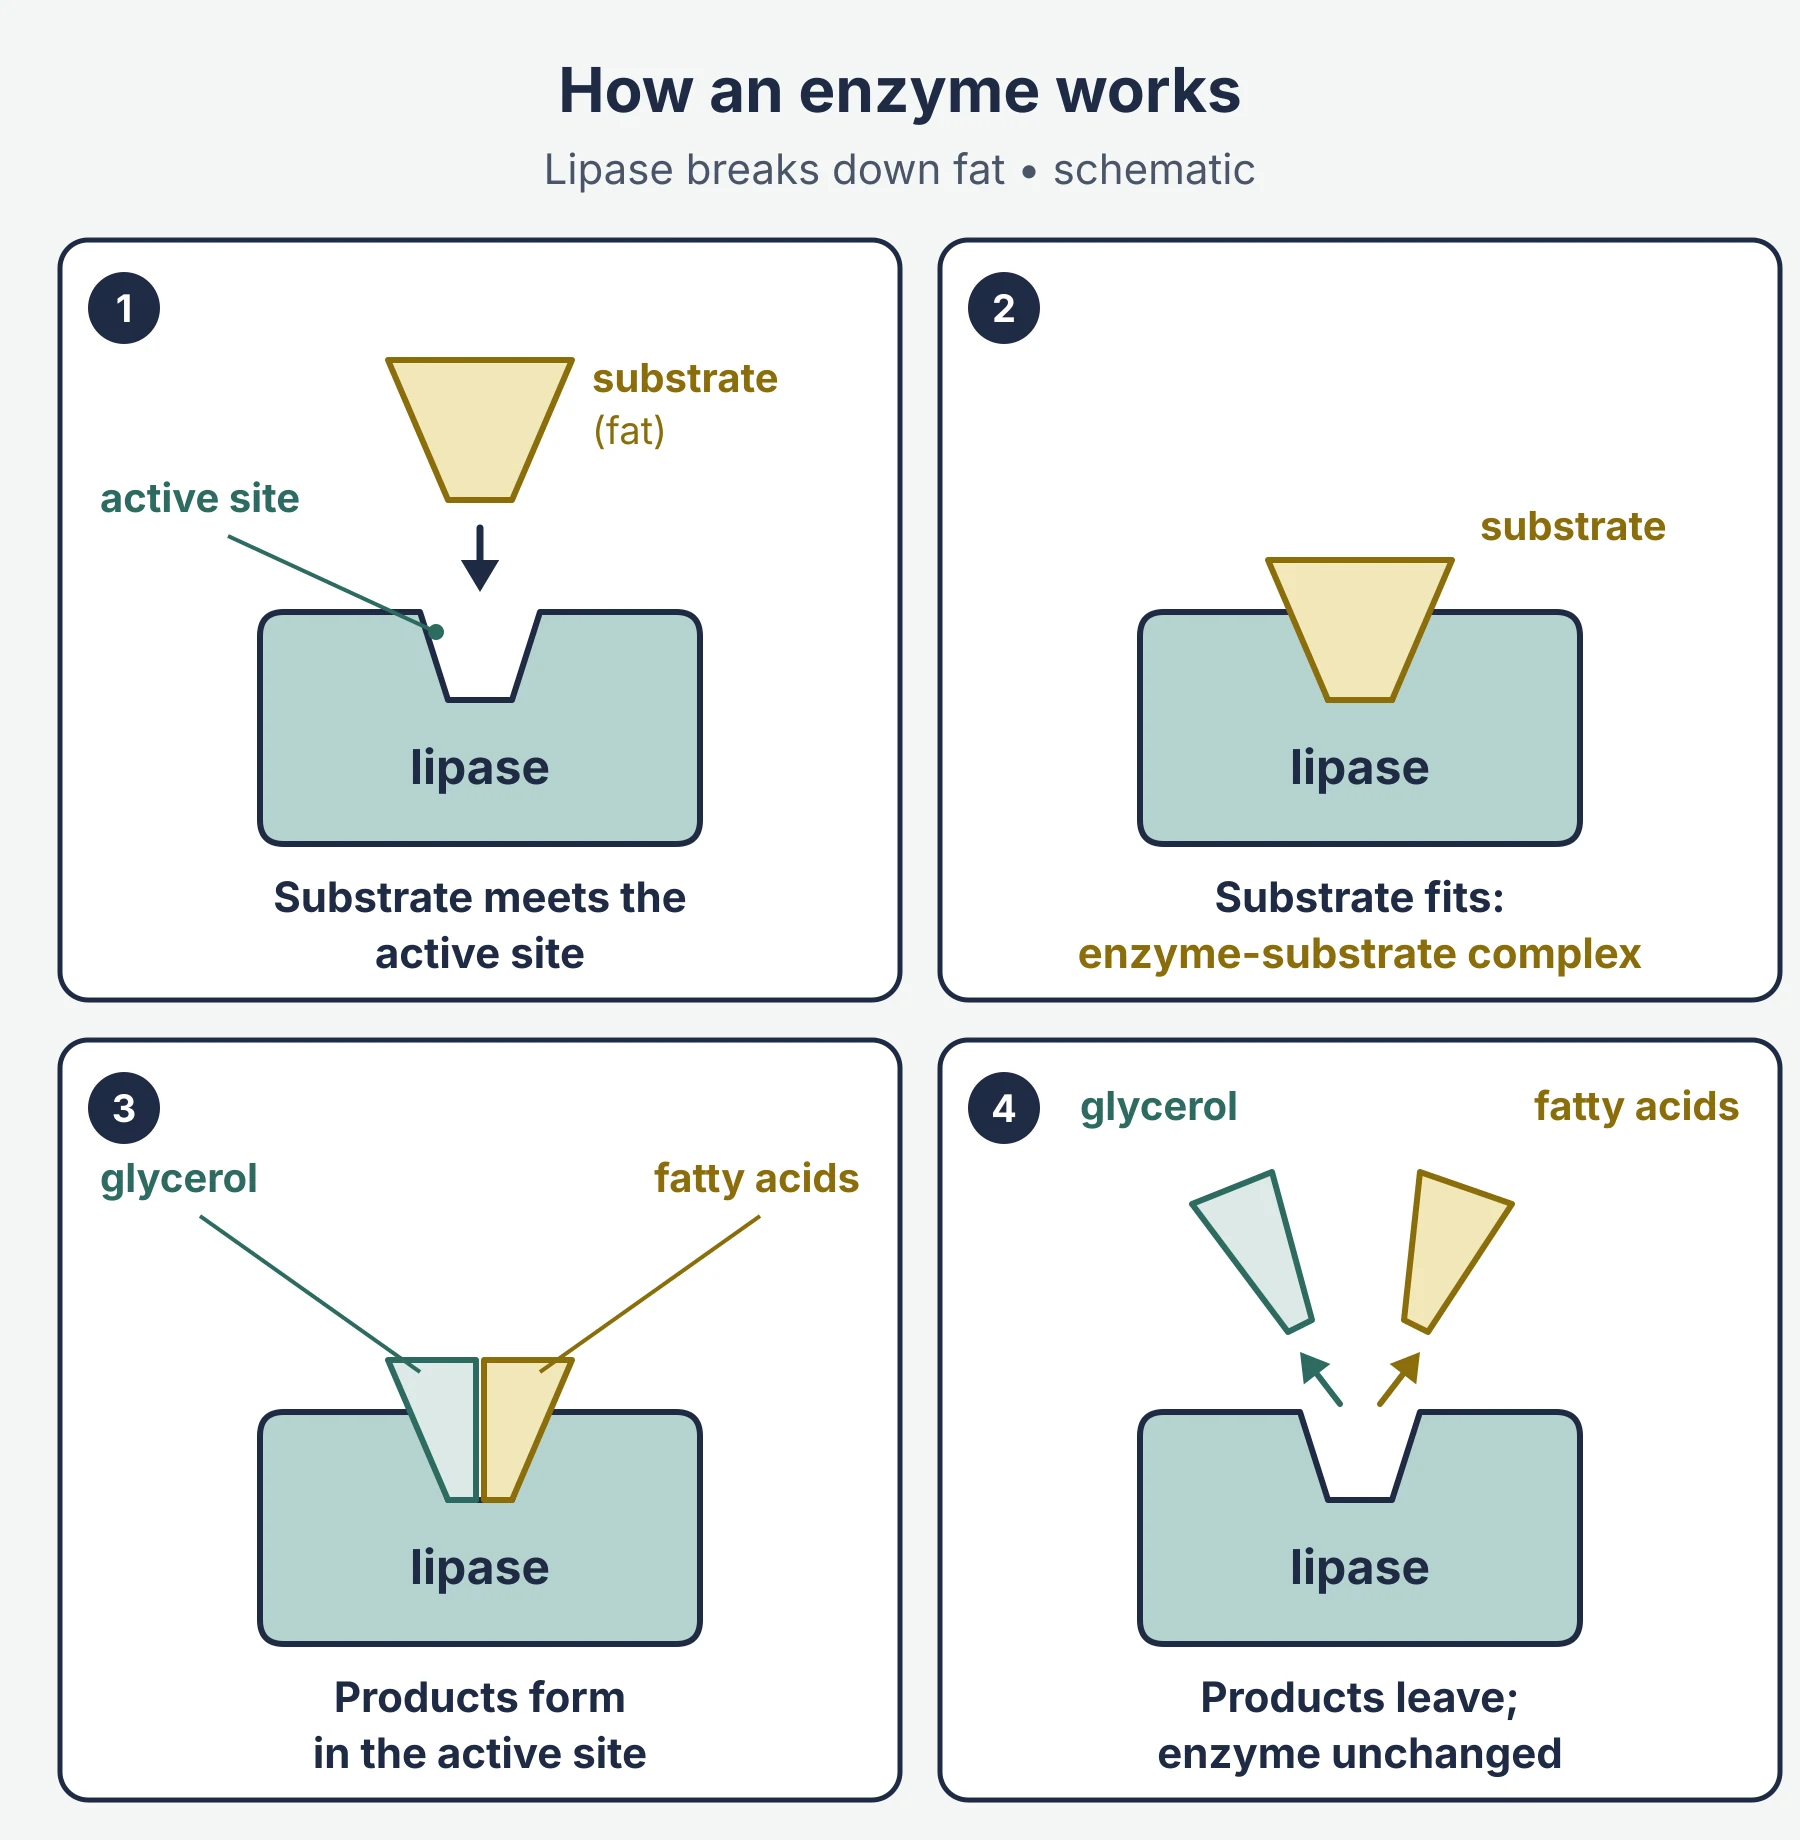 How an enzyme works
Lipase breaks down fat • schematic
1
substrate
(fat)
active site
lipase
Substrate meets the
active site
2
substrate
lipase
Substrate fits:
enzyme-substrate complex
3
glycerol
fatty acids
lipase
Products form
in the active site
4
glycerol
fatty acids
lipase
Products leave;
enzyme unchanged